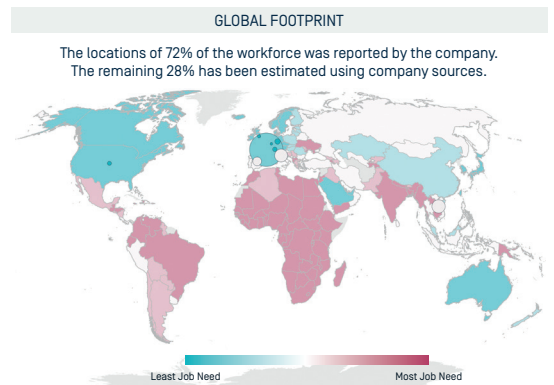 GLOBAL FOOTPRINT
The locations of 72% of the workforce was reported by the company.
The remaining 28% has been estimated using company sources.
Least Job Need
Most Job Need